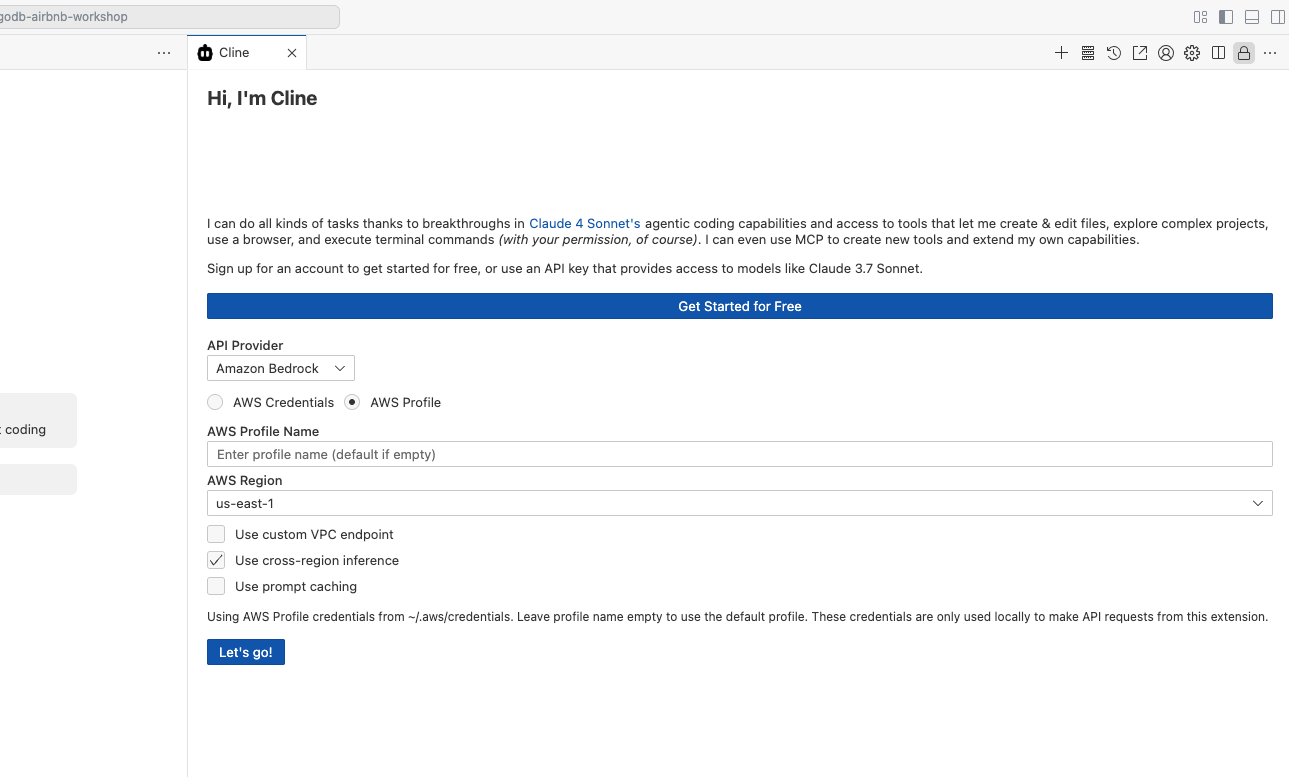 godb-airbnb-workshop
Cline
Hi, I'm Cline
I can do all kinds of tasks thanks to breakthroughs in Claude 4 Sonnet's agentic coding capabilities and access to tools that let me create & edit files, explore complex projects,
use a browser, and execute terminal commands (with your permission, of course). I can even use MCP to create new tools and extend my own capabilities.
Sign up for an account to get started for free, or use an API key that provides access to models like Claude 3.7 Sonnet.
Get Started for Free
API Provider
Amazon Bedrock
AWS Credentials AWS Profile
coding
AWS Profile Name
Enter profile name (default if empty)
AWS Region
us-east-1
Use custom VPC endpoint
Use cross-region inference
Use prompt caching
Using AWS Profile credentials from ~/.aws/credentials. Leave profile name empty to use the default profile. These credentials are only used locally to make API requests from this extension.
Let's go!